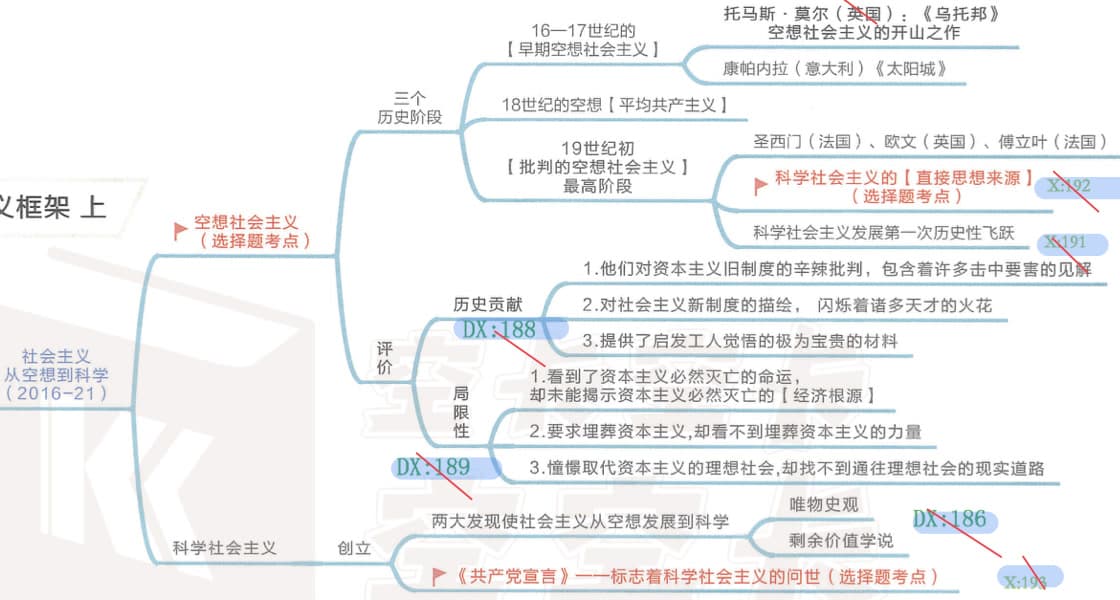 16—17世纪的
【早期空想社会主义】
托马斯·莫尔（英国）：《乌托邦》
空想社会主义的开山之作
康帕内拉（意大利）《太阳城》
三个
历史阶段
18世纪的空想【平均共产主义】
19世纪初
【批判的空想社会主义】
最高阶段
圣西门（法国）、欧文（英国）、傅立叶（法国）
科学社会主义的【直接思想来源】
（选择题考点）
X:192
科学社会主义发展第一次历史性飞跃
X:191
义框架 上
空想社会主义
（选择题考点）
历史贡献
DX:188
1.他们对资本主义旧制度的辛辣批判，包含着许多击中要害的见解
2.对社会主义新制度的描绘， 闪烁着诸多天才的火花
3.提供了启发工人觉悟的极为宝贵的材料
评
价
社会主义
从空想到科学
（2016-21）
局
限
性
DX:189
1.看到了资本主义必然灭亡的命运，
却未能揭示资本主义必然灭亡的【经济根源】
2.要求埋葬资本主义,却看不到埋葬资本主义的力量
3.憧憬取代资本主义的理想社会,却找不到通往理想社会的现实道路
科学社会主义
创立
两大发现使社会主义从空想发展到科学
唯物史观
剩余价值学说
DX:186
《共产党宣言》——标志着科学社会主义的问世（选择题考点）
X:193